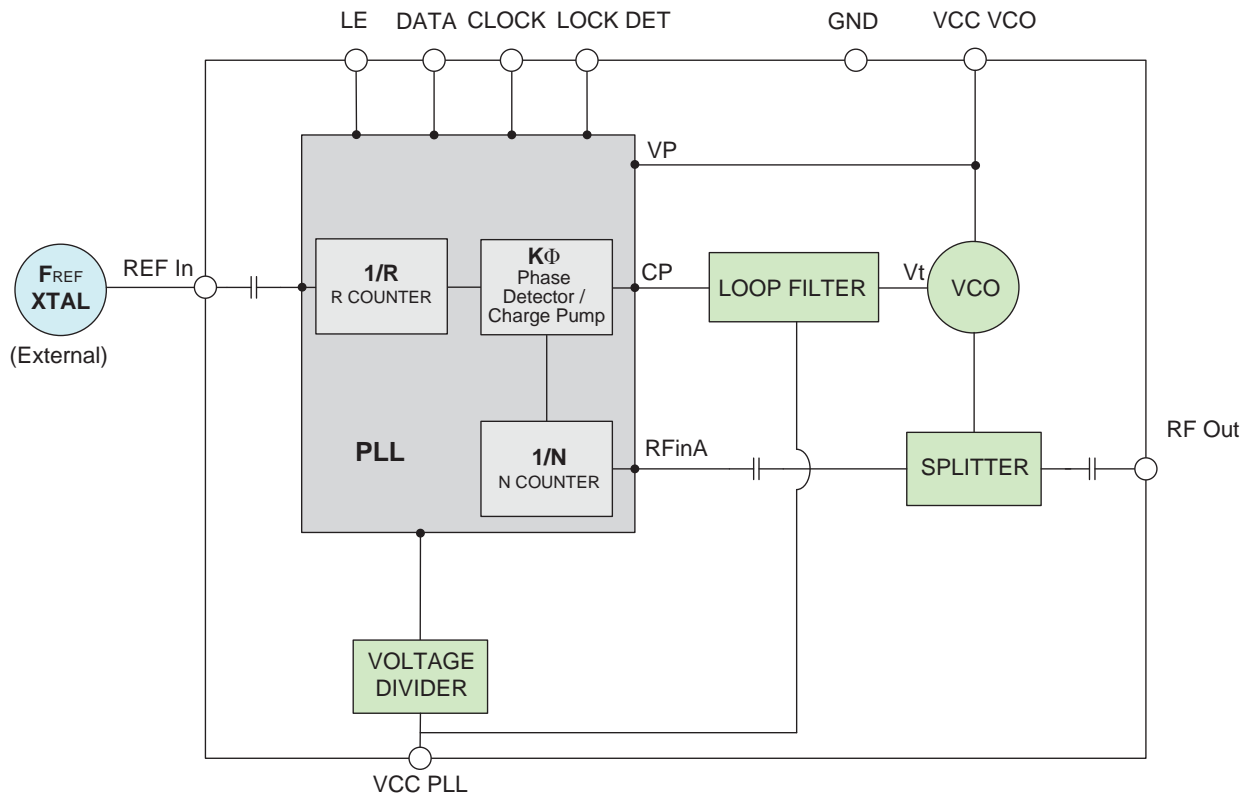 LE DATA CLOCK LOCK DET GND VCC VCO
VP
REF In
FREF
XTAL
(External)
1/R
R COUNTER
KΦ
Phase
Detector /
Charge Pump
CP
LOOP FILTER
Vt
VCO
PLL
1/N
N COUNTER
RFinA
SPLITTER
RF Out
VOLTAGE
DIVIDER
VCC PLL